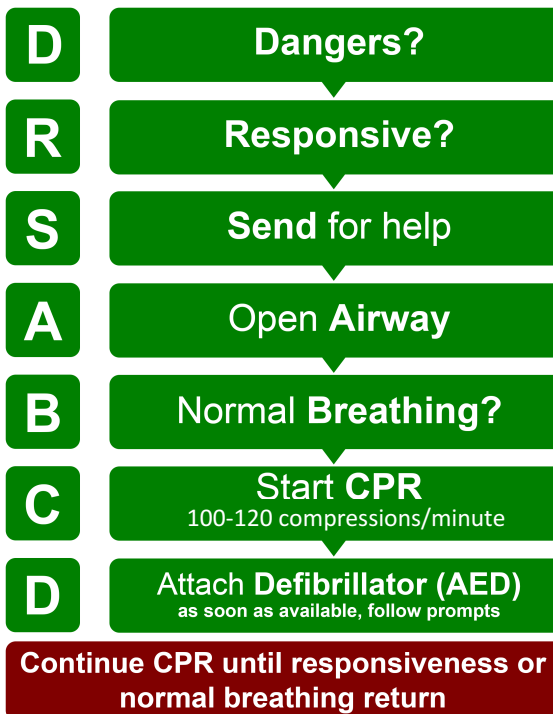 D
Dangers?
R
Responsive?
S
Send for help
A
Open Airway
B
Normal Breathing?
C
Start CPR
100-120 compressions/minute
D
Attach Defibrillator (AED)
as soon as available, follow prompts
Continue CPR until responsiveness or
normal breathing return